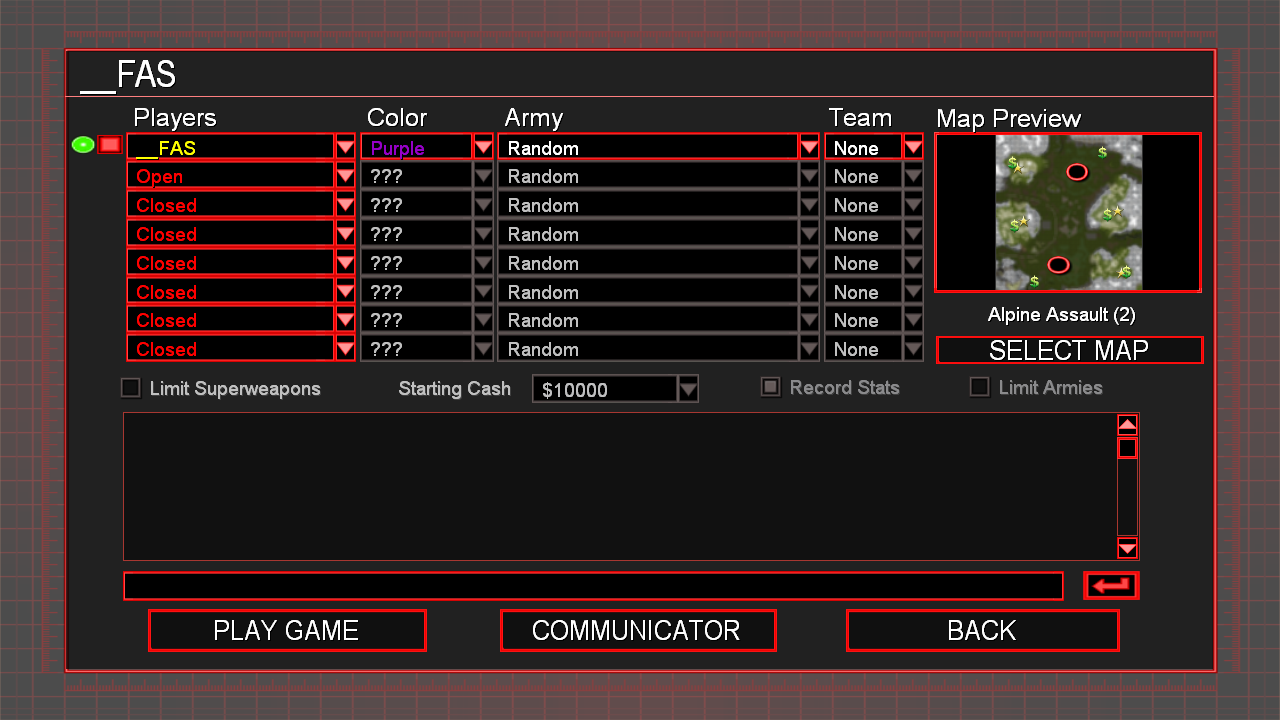 __FAS
Players Color Army Team Map Preview
__FAS Purple Random None
Open ??? Random None
Closed ??? Random None
Closed ??? Random None
Closed ??? Random None
Closed ??? Random None
Closed ??? Random None
Closed ??? Random None
Alpine Assault (2)
SELECT MAP
Limit Superweapons Starting Cash $10000 Record Stats Limit Armies
PLAY GAME COMMUNICATOR BACK